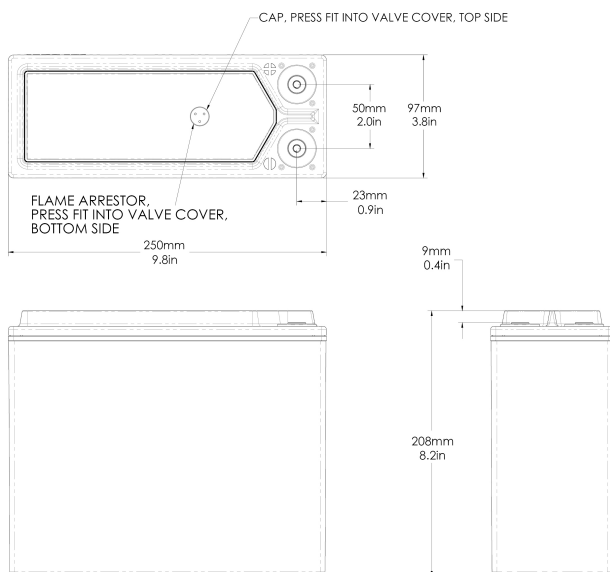 CAP, PRESS FIT INTO VALVE COVER, TOP SIDE
50mm
2.0in
97mm
3.8in
23mm
0.9in
FLAME ARRESTOR,
PRESS FIT INTO VALVE COVER,
BOTTOM SIDE
250mm
9.8in
9mm
0.4in
208mm
8.2in